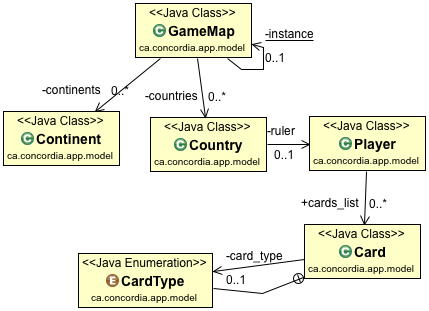 <<Java Class>>
GameMap
ca.concordia.app.model
-instance
0..1
-continents
0..*
-countries
0..*
<<Java Class>>
Continent
ca.concordia.app.model
<<Java Class>>
Country
ca.concordia.app.model
-ruler
0..1
<<Java Class>>
Player
ca.concordia.app.model
+cards_list
0..*
<<Java Class>>
Card
ca.concordia.app.model
-card_type
0..1
<<Java Enumeration>>
CardType
ca.concordia.app.model